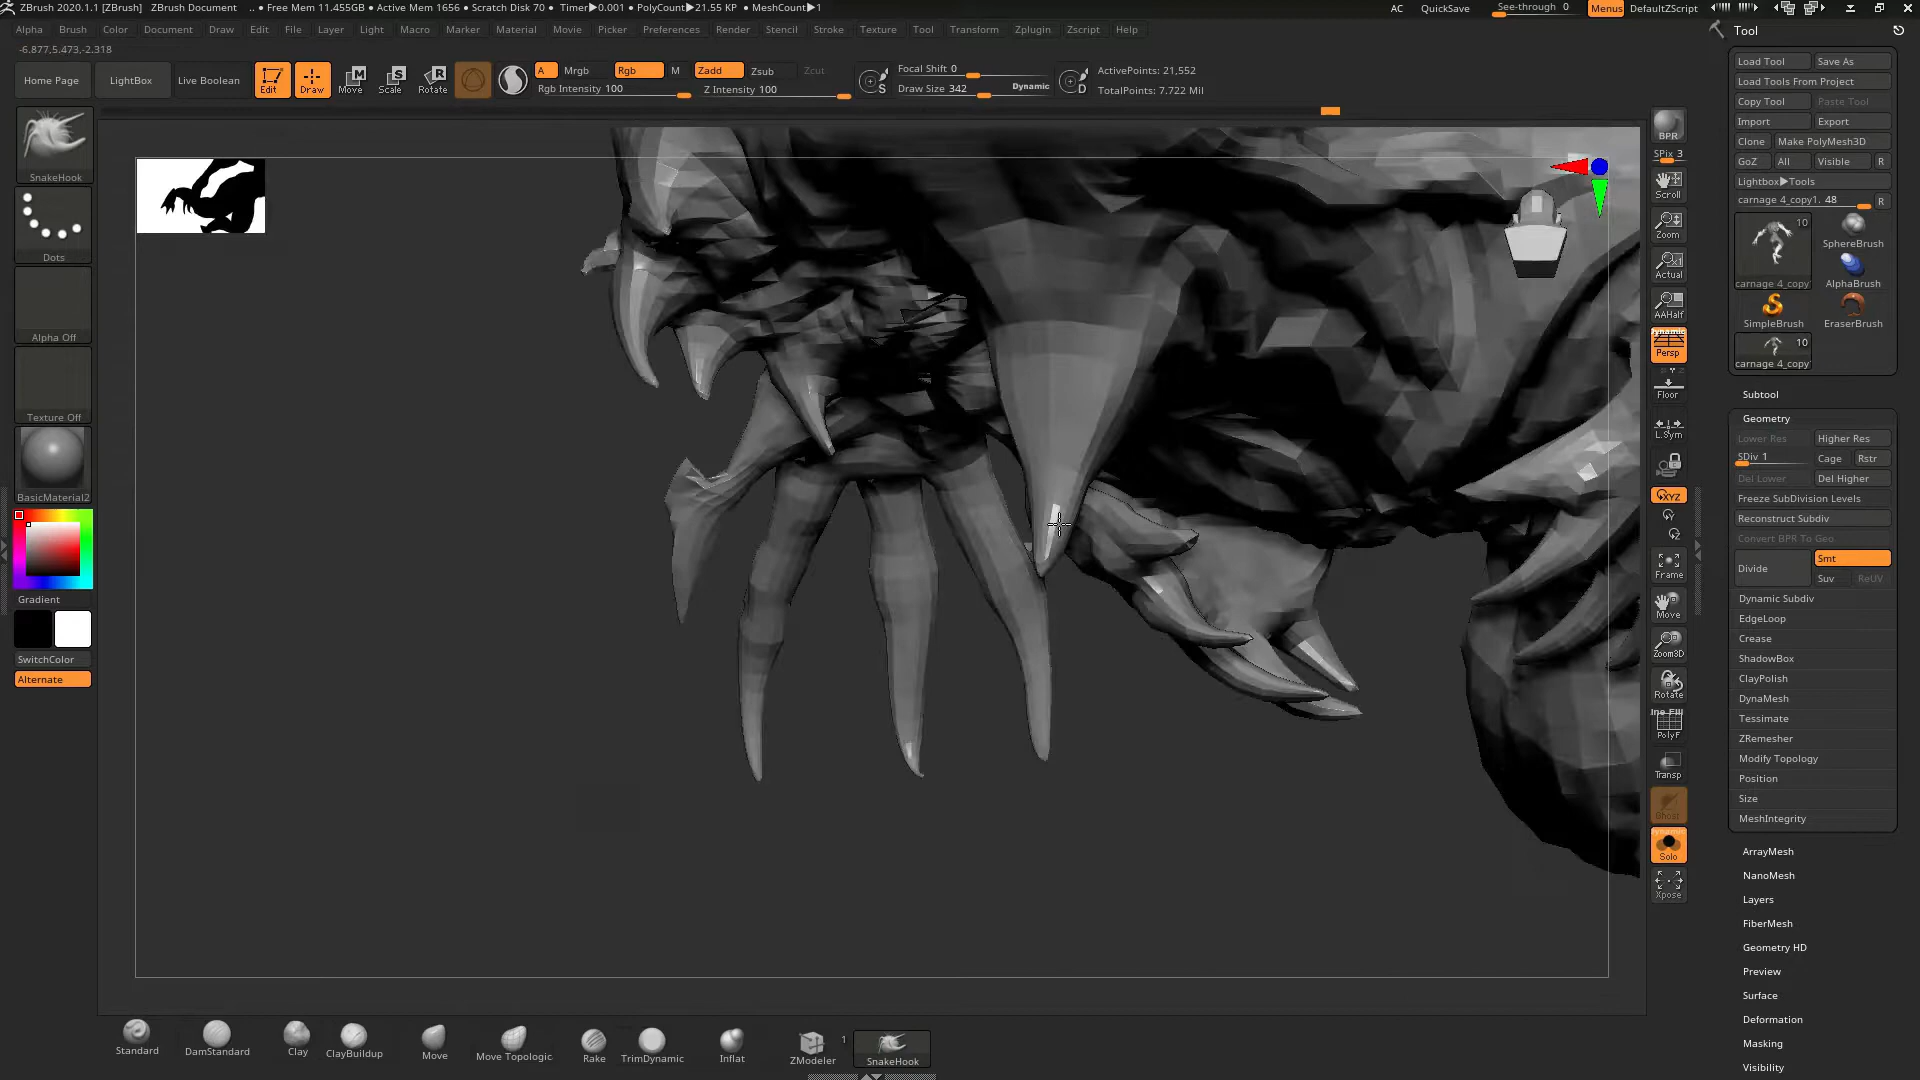 ZBrush 2020.1.1 [ZBrush] ZBrush Document .. • Free Mem 11.455GB • Active Mem 1656 • Scratch Disk 70 • Timer▶0.001 • PolyCount▶21.55 KP • MeshCount▶1 AC QuickSave See-through 0 Menus DefaultZScript
Alpha Brush Color Document Draw Edit File Layer Light Macro Marker Material Movie Picker Preferences Render Stencil Stroke Texture Tool Transform Zplugin Zscript Help
-6.877,5.473,-2.318
Home Page LightBox Live Boolean Edit Draw Move Scale Rotate
A Mrgb Rgb M Zadd Zsub Zcut
Rgb Intensity 100 Z Intensity 100
Focal Shift 0
Draw Size 342 Dynamic
ActivePoints: 21,552
TotalPoints: 7.722 Mil
SnakeHook
Dots
Alpha Off
Texture Off
BasicMaterial2
Gradient
SwitchColor
Alternate
BPR
SPix 3
Scroll
Zoom
Actual
AAHalf
Dynamic
Persp
Floor
L.Sym
XYZ
Frame
Move
Zoom3D
Rotate
Line Fill
PolyF
Transp
Ghost
Dynamic
Solo
Xpose
Tool
Load Tool Save As
Load Tools From Project
Copy Tool Paste Tool
Import Export
Clone Make PolyMesh3D
GoZ All Visible R
Lightbox▶Tools
carnage 4_copy1. 48 R
10
carnage 4_copy
SphereBrush
AlphaBrush
SimpleBrush
EraserBrush
10
carnage 4_copy
Subtool
Geometry
Lower Res Higher Res
SDiv 1 Cage Rstr
Del Lower Del Higher
Freeze SubDivision Levels
Reconstruct Subdiv
Convert BPR To Geo
Divide Smt
Suv ReUV
Dynamic Subdiv
EdgeLoop
Crease
ShadowBox
ClayPolish
DynaMesh
Tessimate
ZRemesher
Modify Topology
Position
Size
MeshIntegrity
ArrayMesh
NanoMesh
Layers
FiberMesh
Geometry HD
Preview
Surface
Deformation
Masking
Visibility
Standard DamStandard Clay ClayBuildup Move Move Topologic Rake TrimDynamic Inflat ZModeler 1 SnakeHook